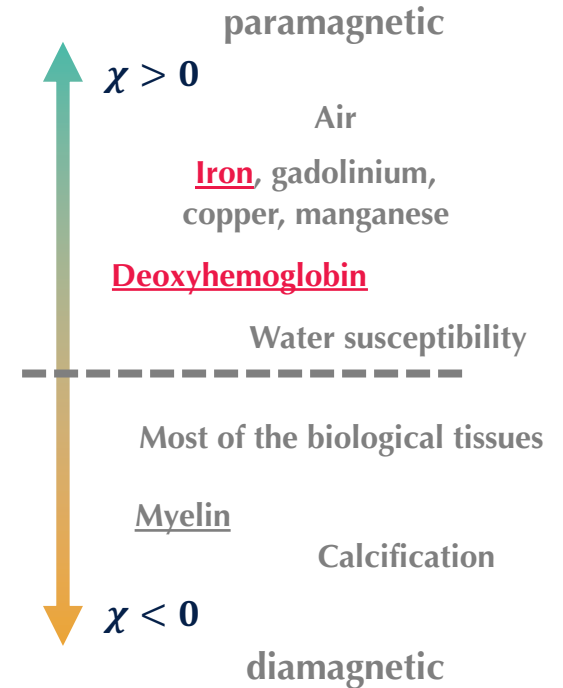 paramagnetic
χ > 0
Air
Iron, gadolinium,
copper, manganese
Deoxyhemoglobin
Water susceptibility
Most of the biological tissues
Myelin
Calcification
χ < 0
diamagnetic